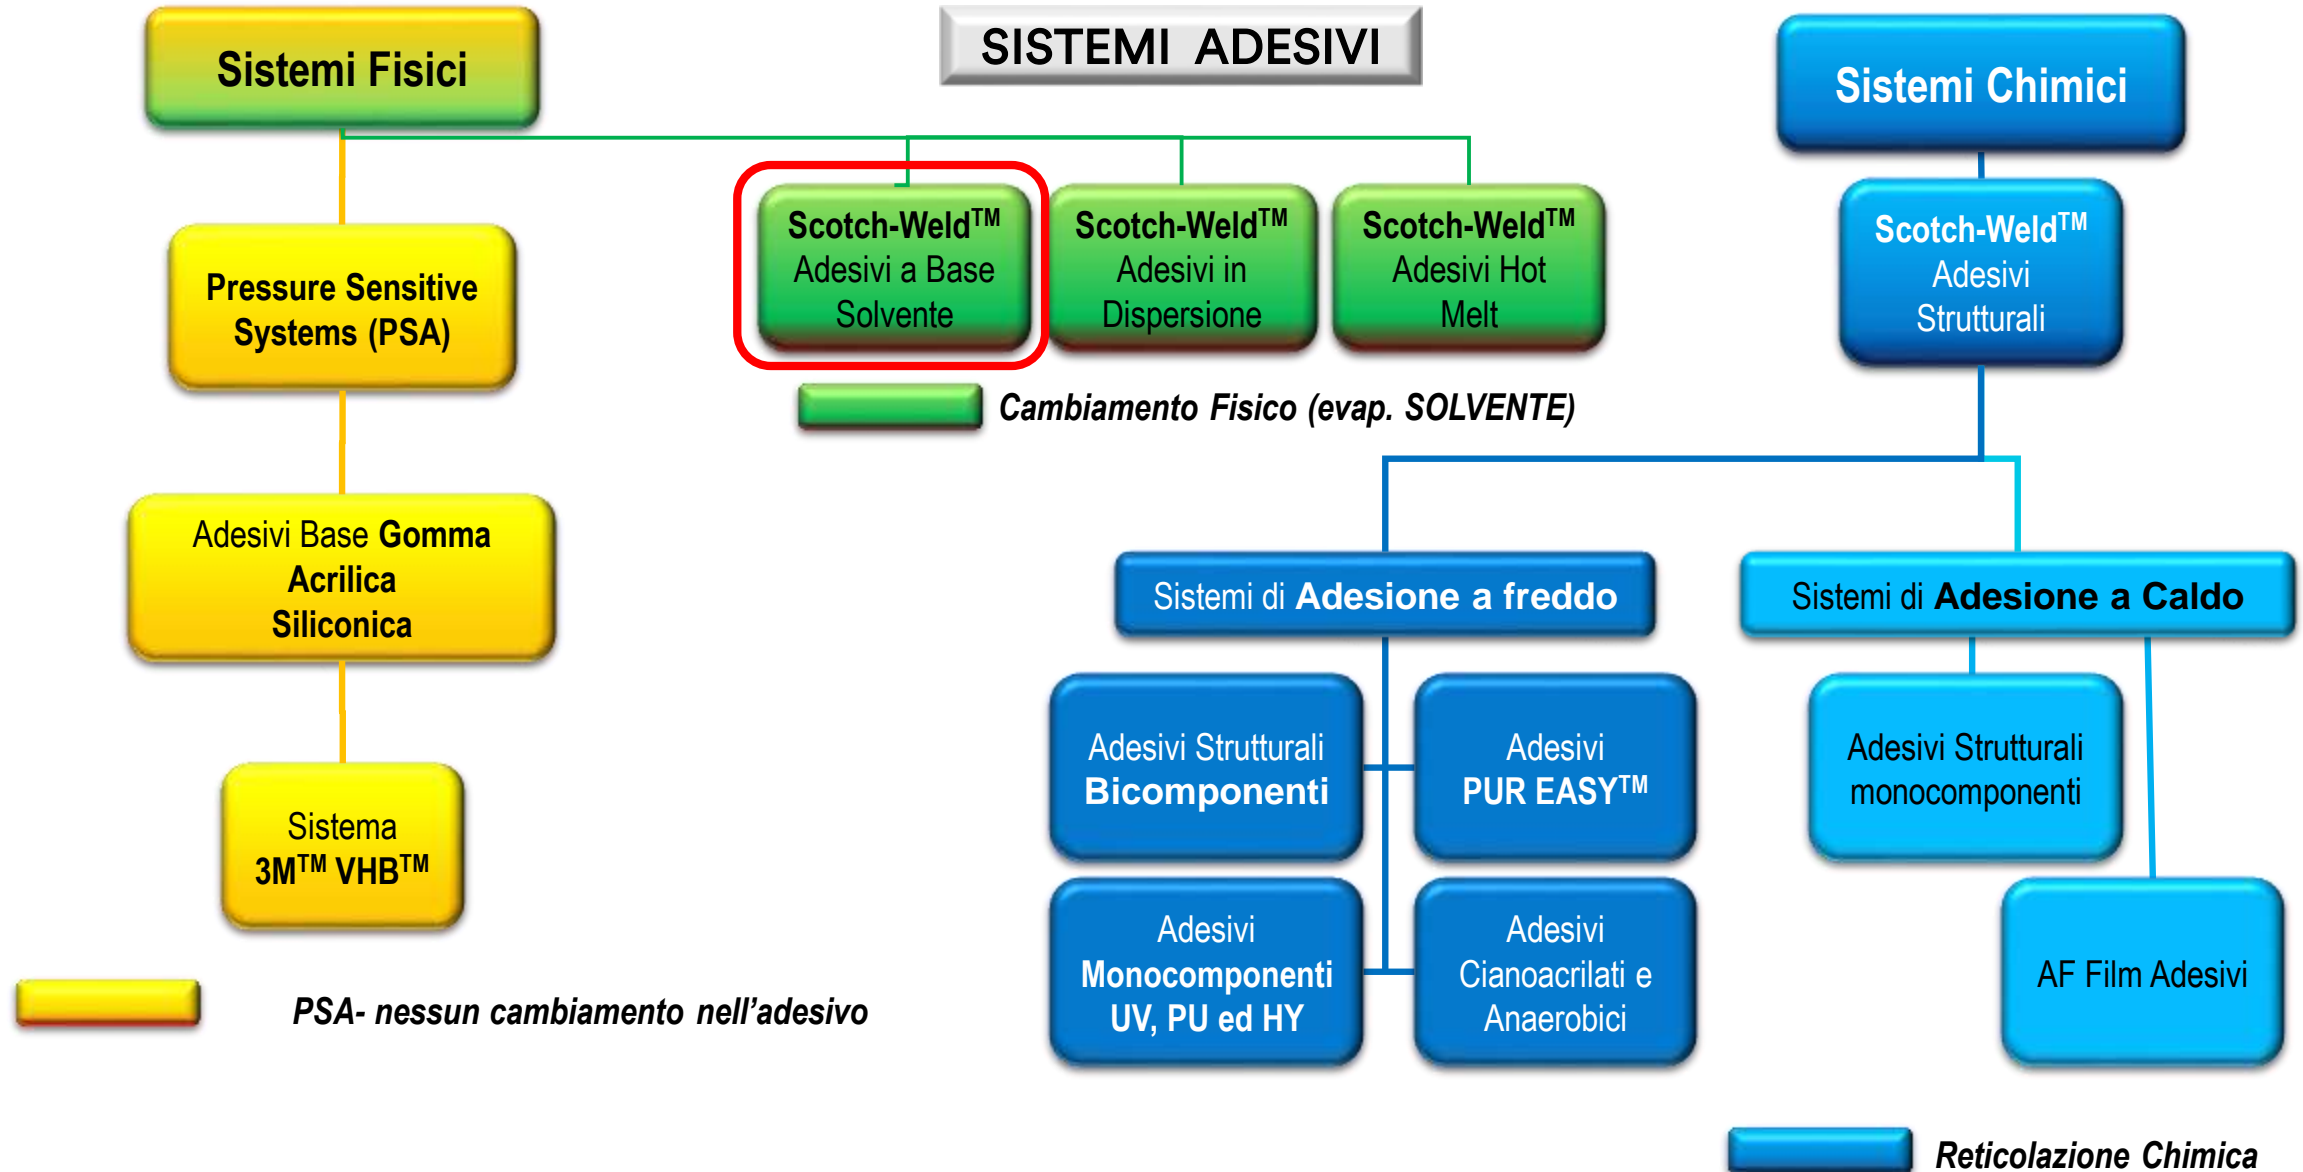 SISTEMI ADESIVI
Sistemi Fisici
Sistemi Chimici
Pressure Sensitive
Systems (PSA)
Scotch-Weld™
Adesivi a Base
Solvente
Scotch-Weld™
Adesivi in
Dispersione
Scotch-Weld™
Adesivi Hot
Melt
Scotch-Weld™
Adesivi
Strutturali
Cambiamento Fisico (evap. SOLVENTE)
Adesivi Base Gomma
Acrilica
Siliconica
Sistemi di Adesione a freddo
Sistemi di Adesione a Caldo
Sistema
3M™ VHB™
Adesivi Strutturali
Bicomponenti
Adesivi
PUR EASY™
Adesivi Strutturali
monocomponenti
Adesivi
Monocomponenti
UV, PU ed HY
Adesivi
Cianoacrilati e
Anaerobici
AF Film Adesivi
PSA- nessun cambiamento nell’adesivo
Reticolazione Chimica